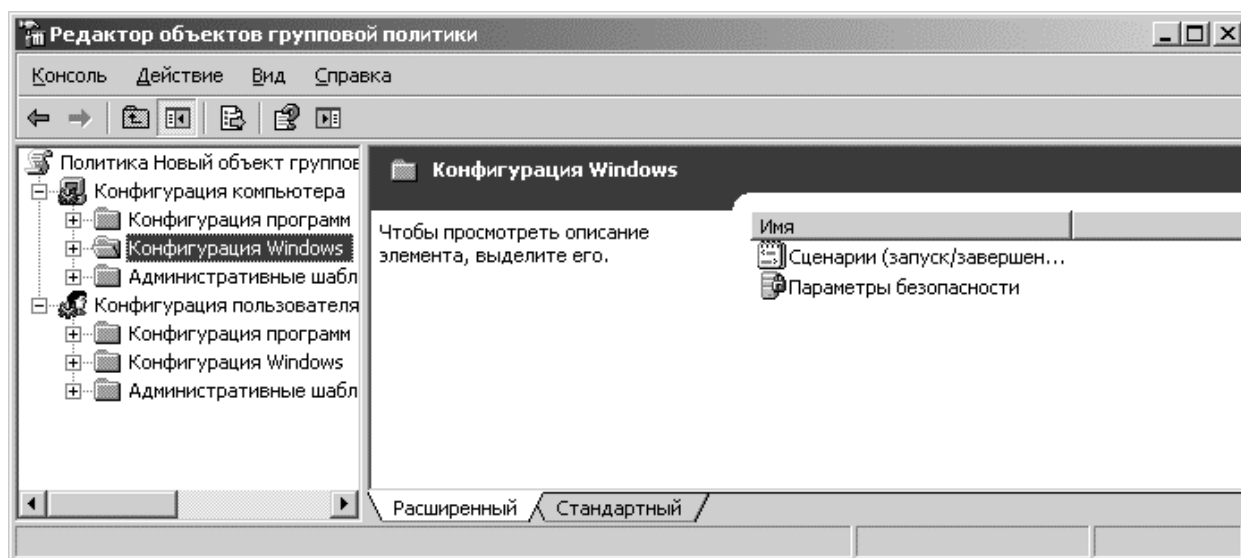 Редактор объектов групповой политики
Консоль Действие Вид Справка
Политика Новый объект группов
Конфигурация компьютера
Конфигурация программ
Конфигурация Windows
Административные шабл
Конфигурация пользователя
Конфигурация программ
Конфигурация Windows
Административные шабл
Конфигурация Windows
Чтобы просмотреть описание
элемента, выделите его.
Имя
Сценарии (запуск/завершен...
Параметры безопасности
Расширенный Стандартный